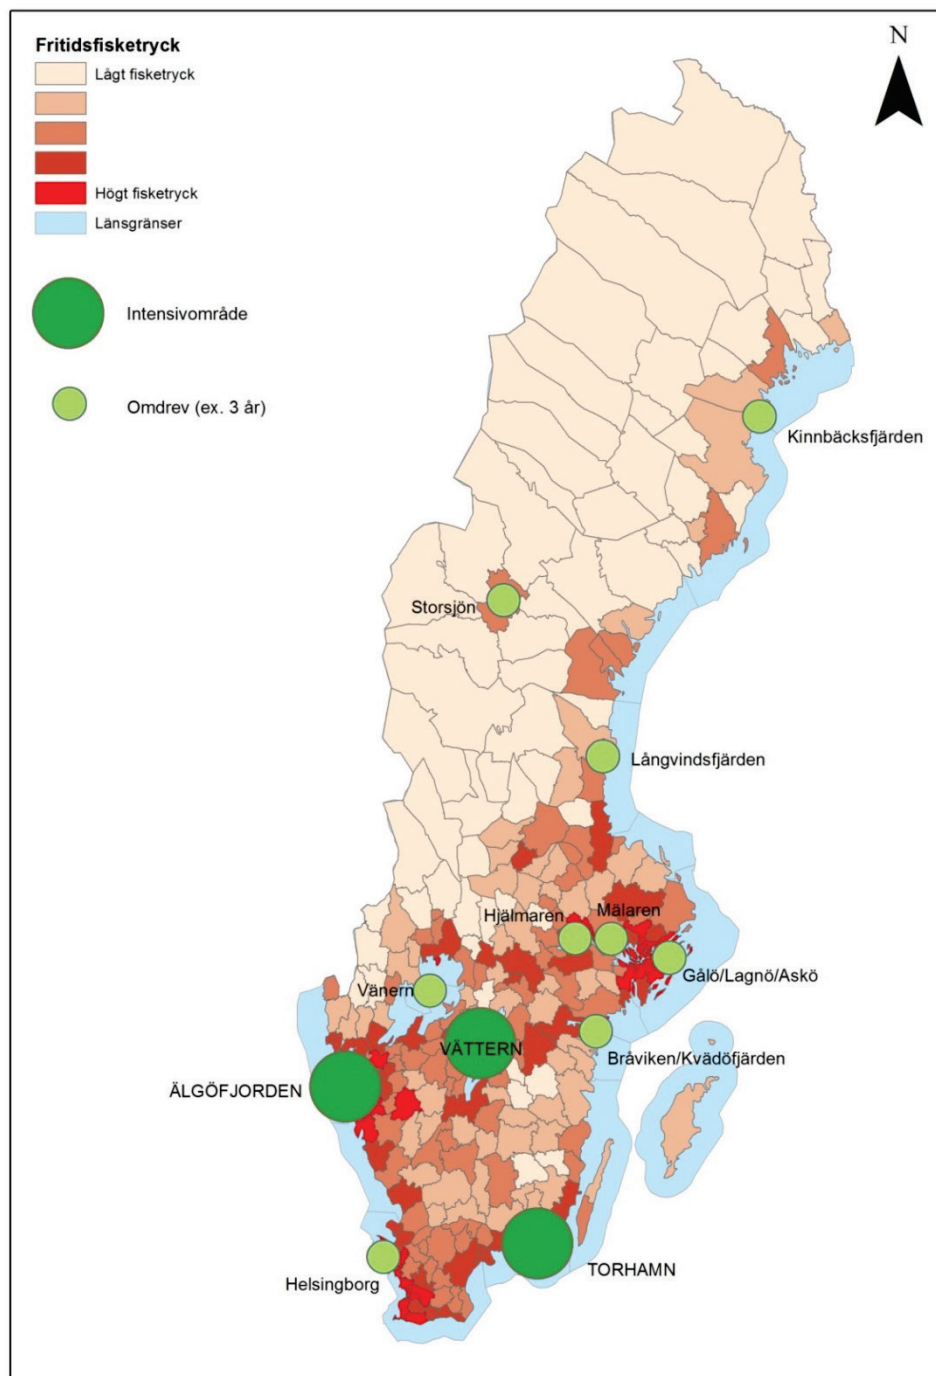 Fritidsfisketryck
Lågt fisketryck
Högt fisketryck
Länsgränser
Intensivområde
Omdrev (ex. 3 år)
N
Kinnbäcksfjärden
Storsjön
Långvindsfjärden
Hjälmaren
Mälaren
Gålö/Lagnö/Askö
Vänern
VÄTTERN
Bråviken/Kvädöfjärden
ÄLGÖFJORDEN
TORHAMN
Helsingborg